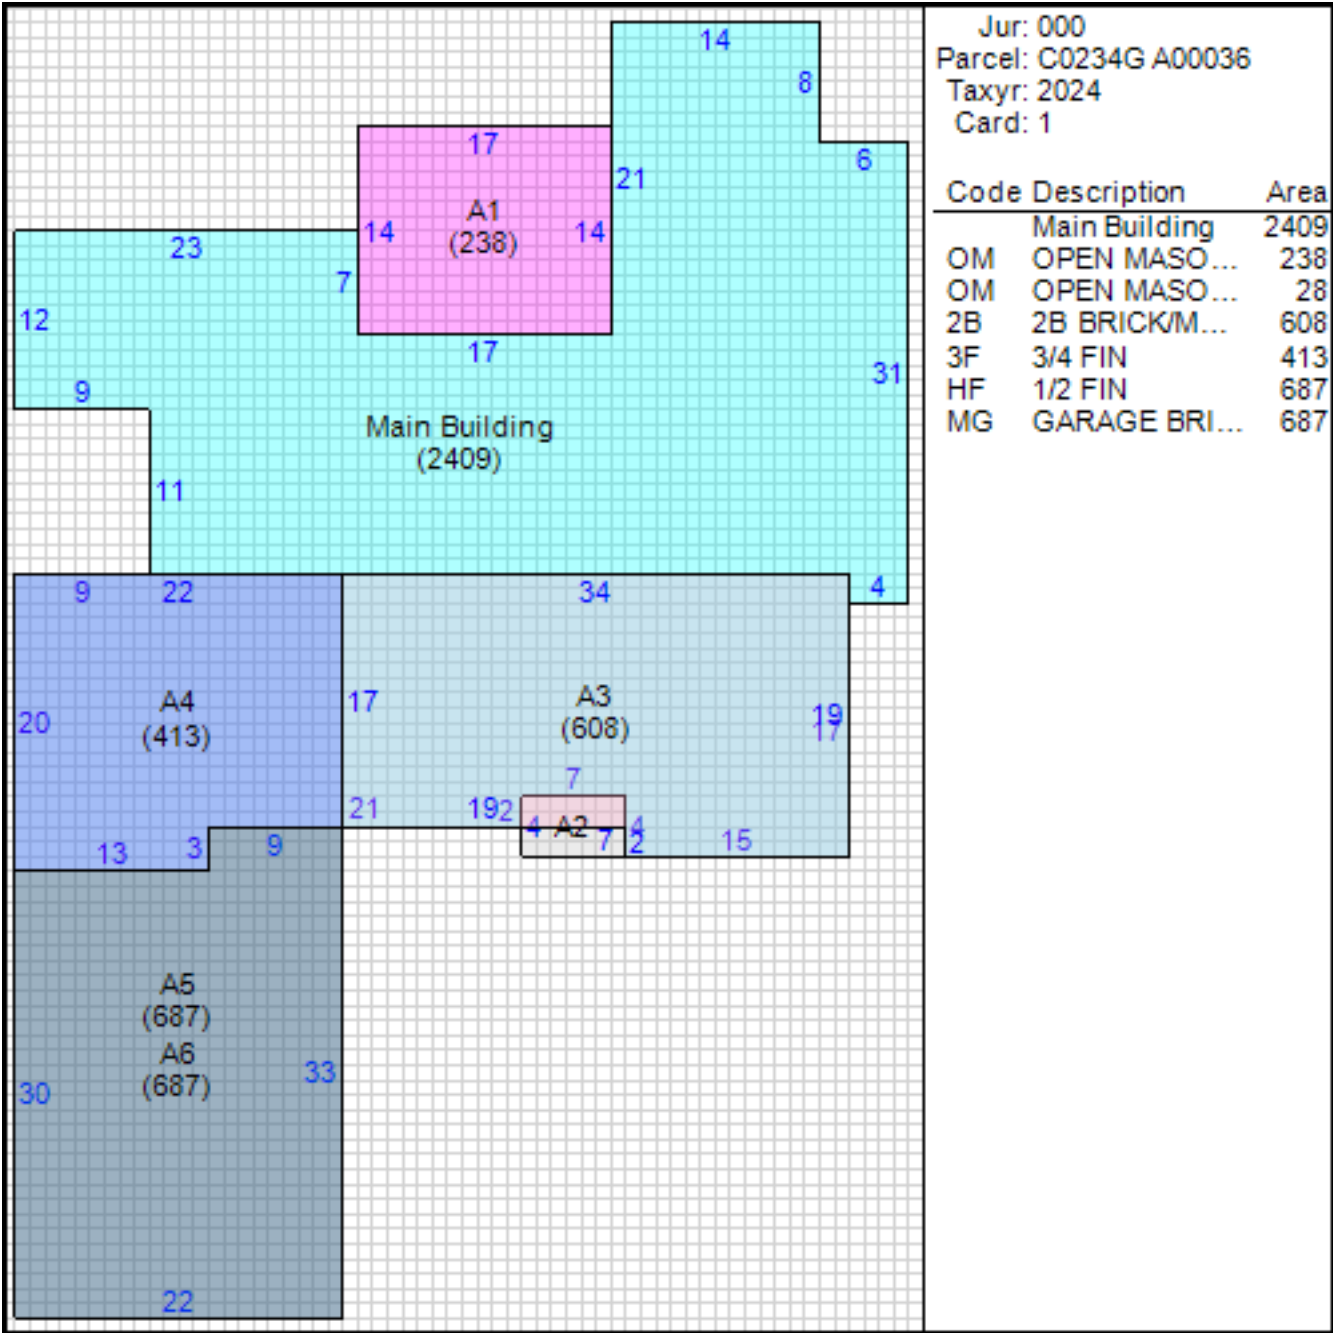 Jur: 000
Parcel: C0234G A00036
Taxyr: 2024
Card: 1
Code Description Area
Main Building 2409
OM OPEN MASO... 238
OM OPEN MASO... 28
2B 2B BRICK/M... 608
3F 3/4 FIN 413
HF 1/2 FIN 687
MG GARAGE BRI... 687
14
8
17
6
21
A1
14 14
(238)
23
7
12
17
31
9
Main Building
(2409)
11
9 22 34 4
A4 17 A3 19
20 (413) (608) 17
7
21 19 2
4 A2 4
13 3 9 7 2 15
A5
(687)
A6
(687)
30 33
22